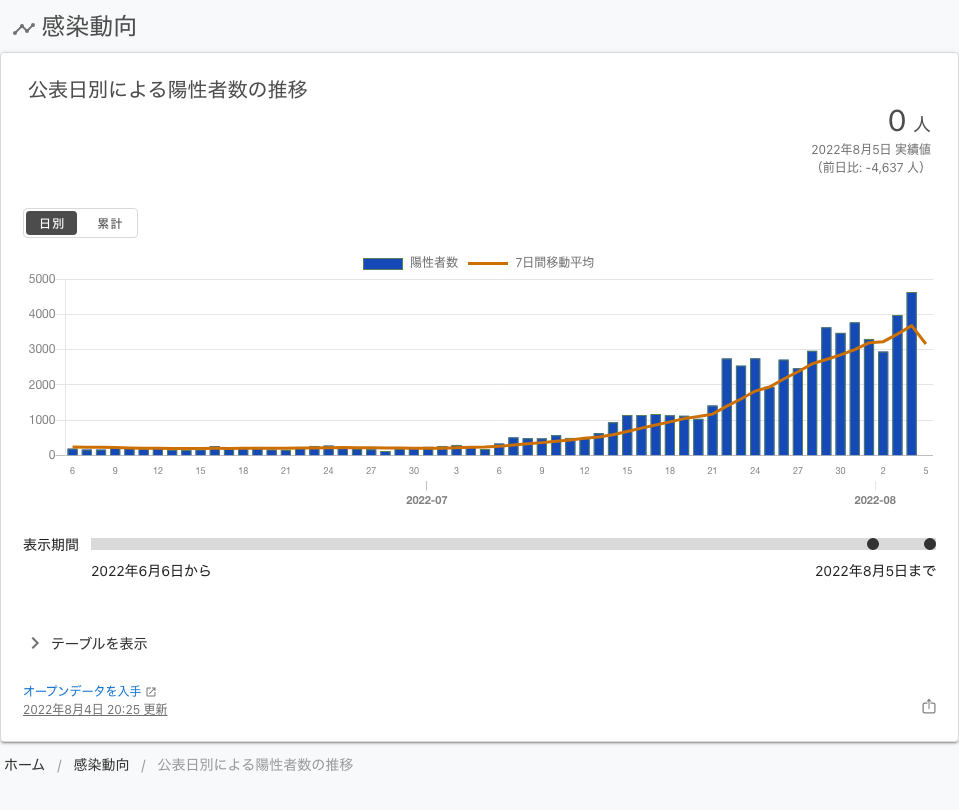 感染動向
公表日別による陽性者数の推移
0 人
2022年8月5日 実績値
（前日比: -4,637 人）
日別 累計
陽性者数 7日間移動平均
5000
4000
3000
2000
1000
0
6 9 12 15 18 21 24 27 30 3 6 9 12 15 18 21 24 27 30 2 5
2022-07 2022-08
表示期間
2022年6月6日から 2022年8月5日まで
テーブルを表示
オープンデータを入手
2022年8月4日 20:25 更新
ホーム / 感染動向 / 公表日別による陽性者数の推移